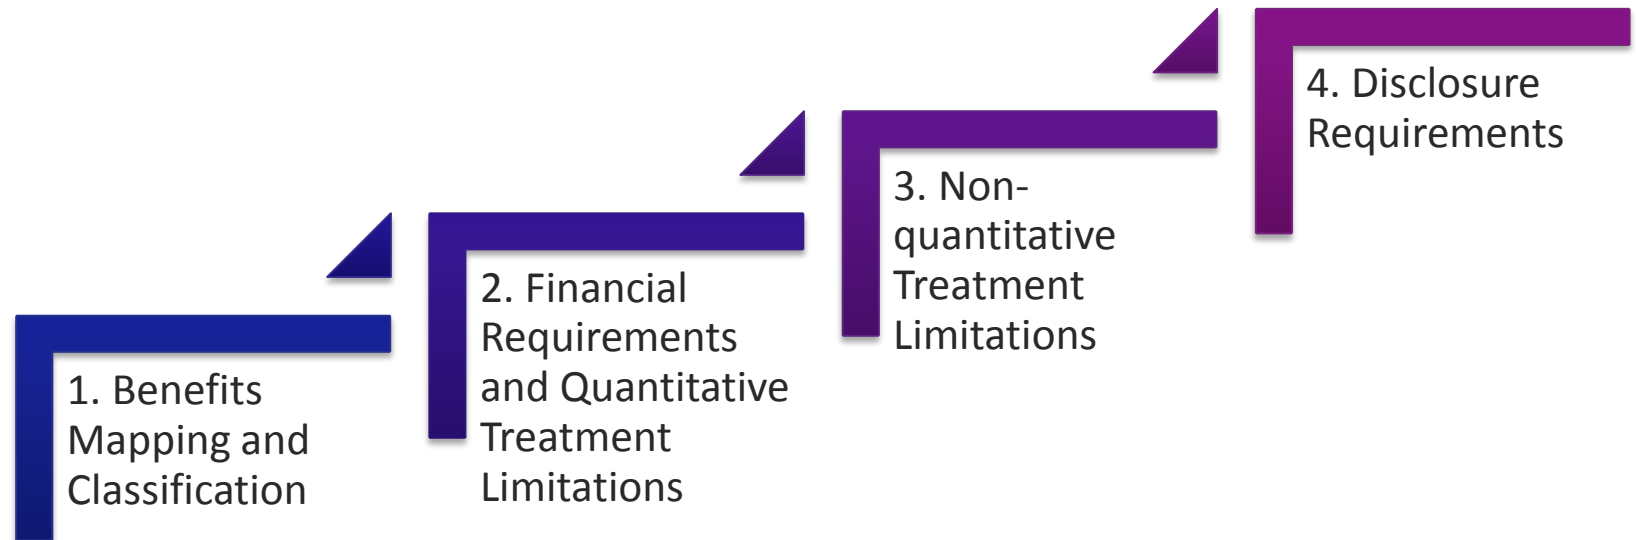 1. Benefits
Mapping and
Classification
2. Financial
Requirements
and Quantitative
Treatment
Limitations
3. Non-
quantitative
Treatment
Limitations
4. Disclosure
Requirements